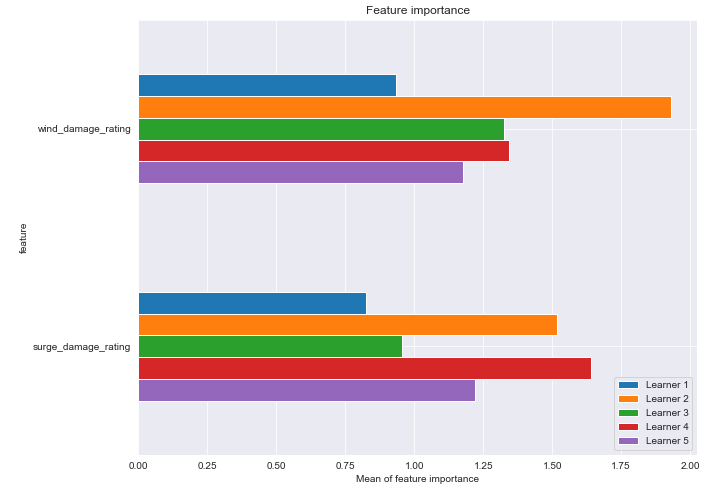 Feature importance
wind_damage_rating
feature
surge_damage_rating
Learner 1
Learner 2
Learner 3
Learner 4
Learner 5
0.00 0.25 0.50 0.75 1.00 1.25 1.50 1.75 2.00
Mean of feature importance